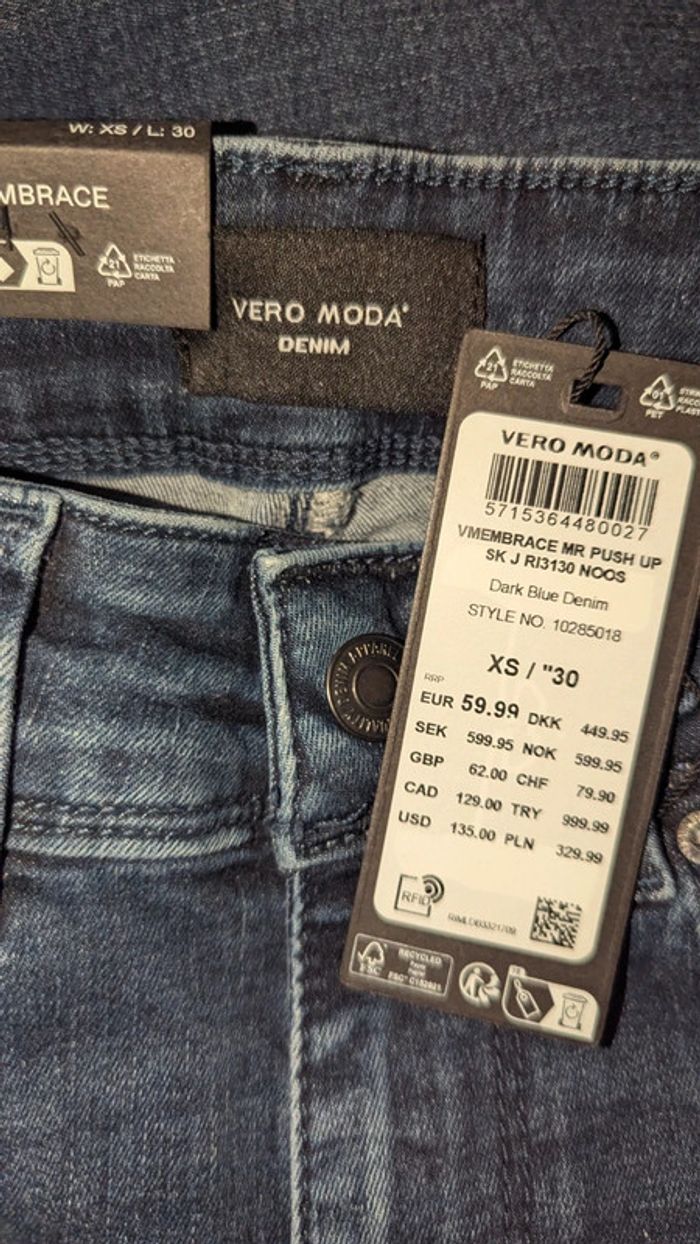 W: XS / L: 30
MBRACE
21
PAP
ETICHETTA
RACCOLTA
CARTA
VERO MODA
DENIM
21
PAP
ETICHETTA
RACCOLTA
CARTA
01
PET
VERO MODA®
5715364480027
VMEMBRACE MR PUSH UP
SK J RI3130 NOOS
Dark Blue Denim
STYLE NO. 10285018
XS / "30
RRP
EUR 59.99 DKK 449.95
SEK 599.95 NOK 599.95
GBP 62.00 CHF 79.90
CAD 129.00 TRY 999.99
USD 135.00 PLN 329.99
RFID
FSC
RECYCLED